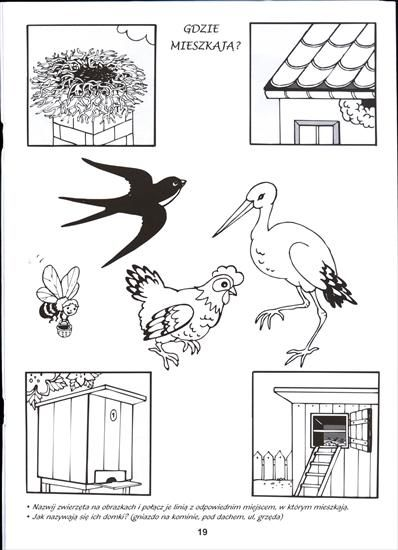 GDZIE
MIESZKAJĄ?
• Nazwij zwierzęta na obrazkach i połącz je linią z odpowiednim miejscem, w którym mieszkają.
• Jak nazywają się ich domki? (gniazdo na kominie, pod dachem, ul, grzęda)
19